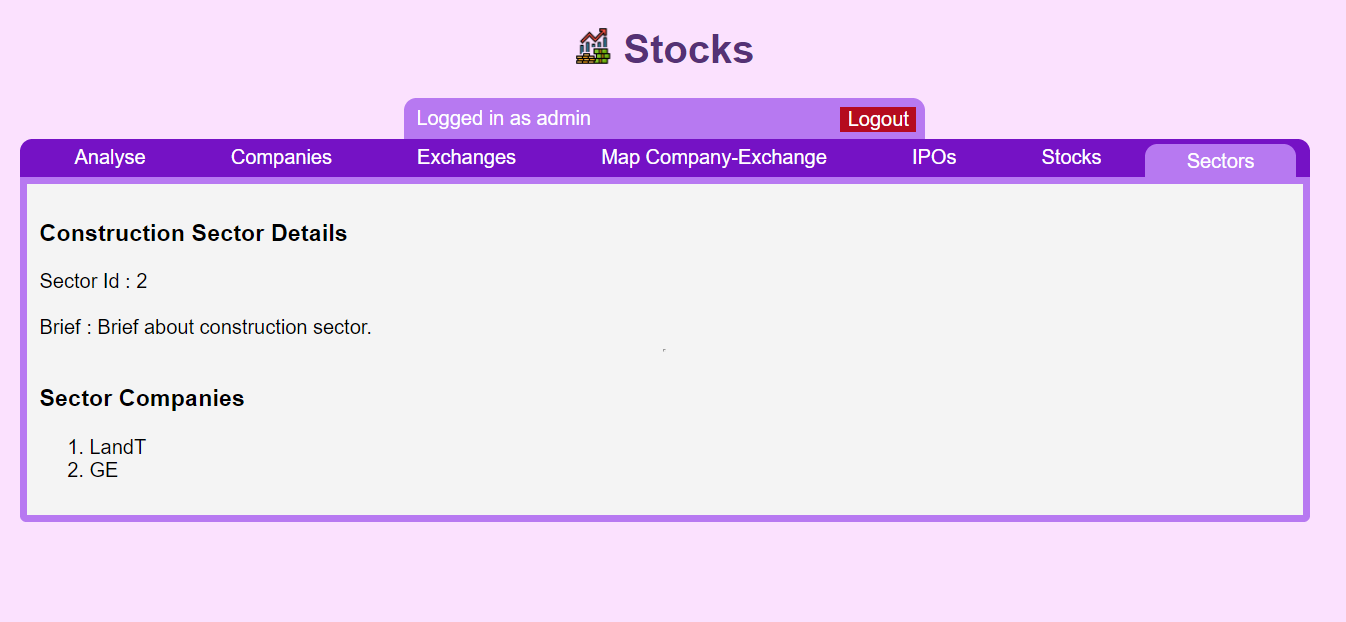 Stocks
Logged in as admin Logout
Analyse Companies Exchanges Map Company-Exchange IPOs Stocks Sectors
Construction Sector Details
Sector Id : 2
Brief : Brief about construction sector.
Sector Companies
1. LandT
2. GE